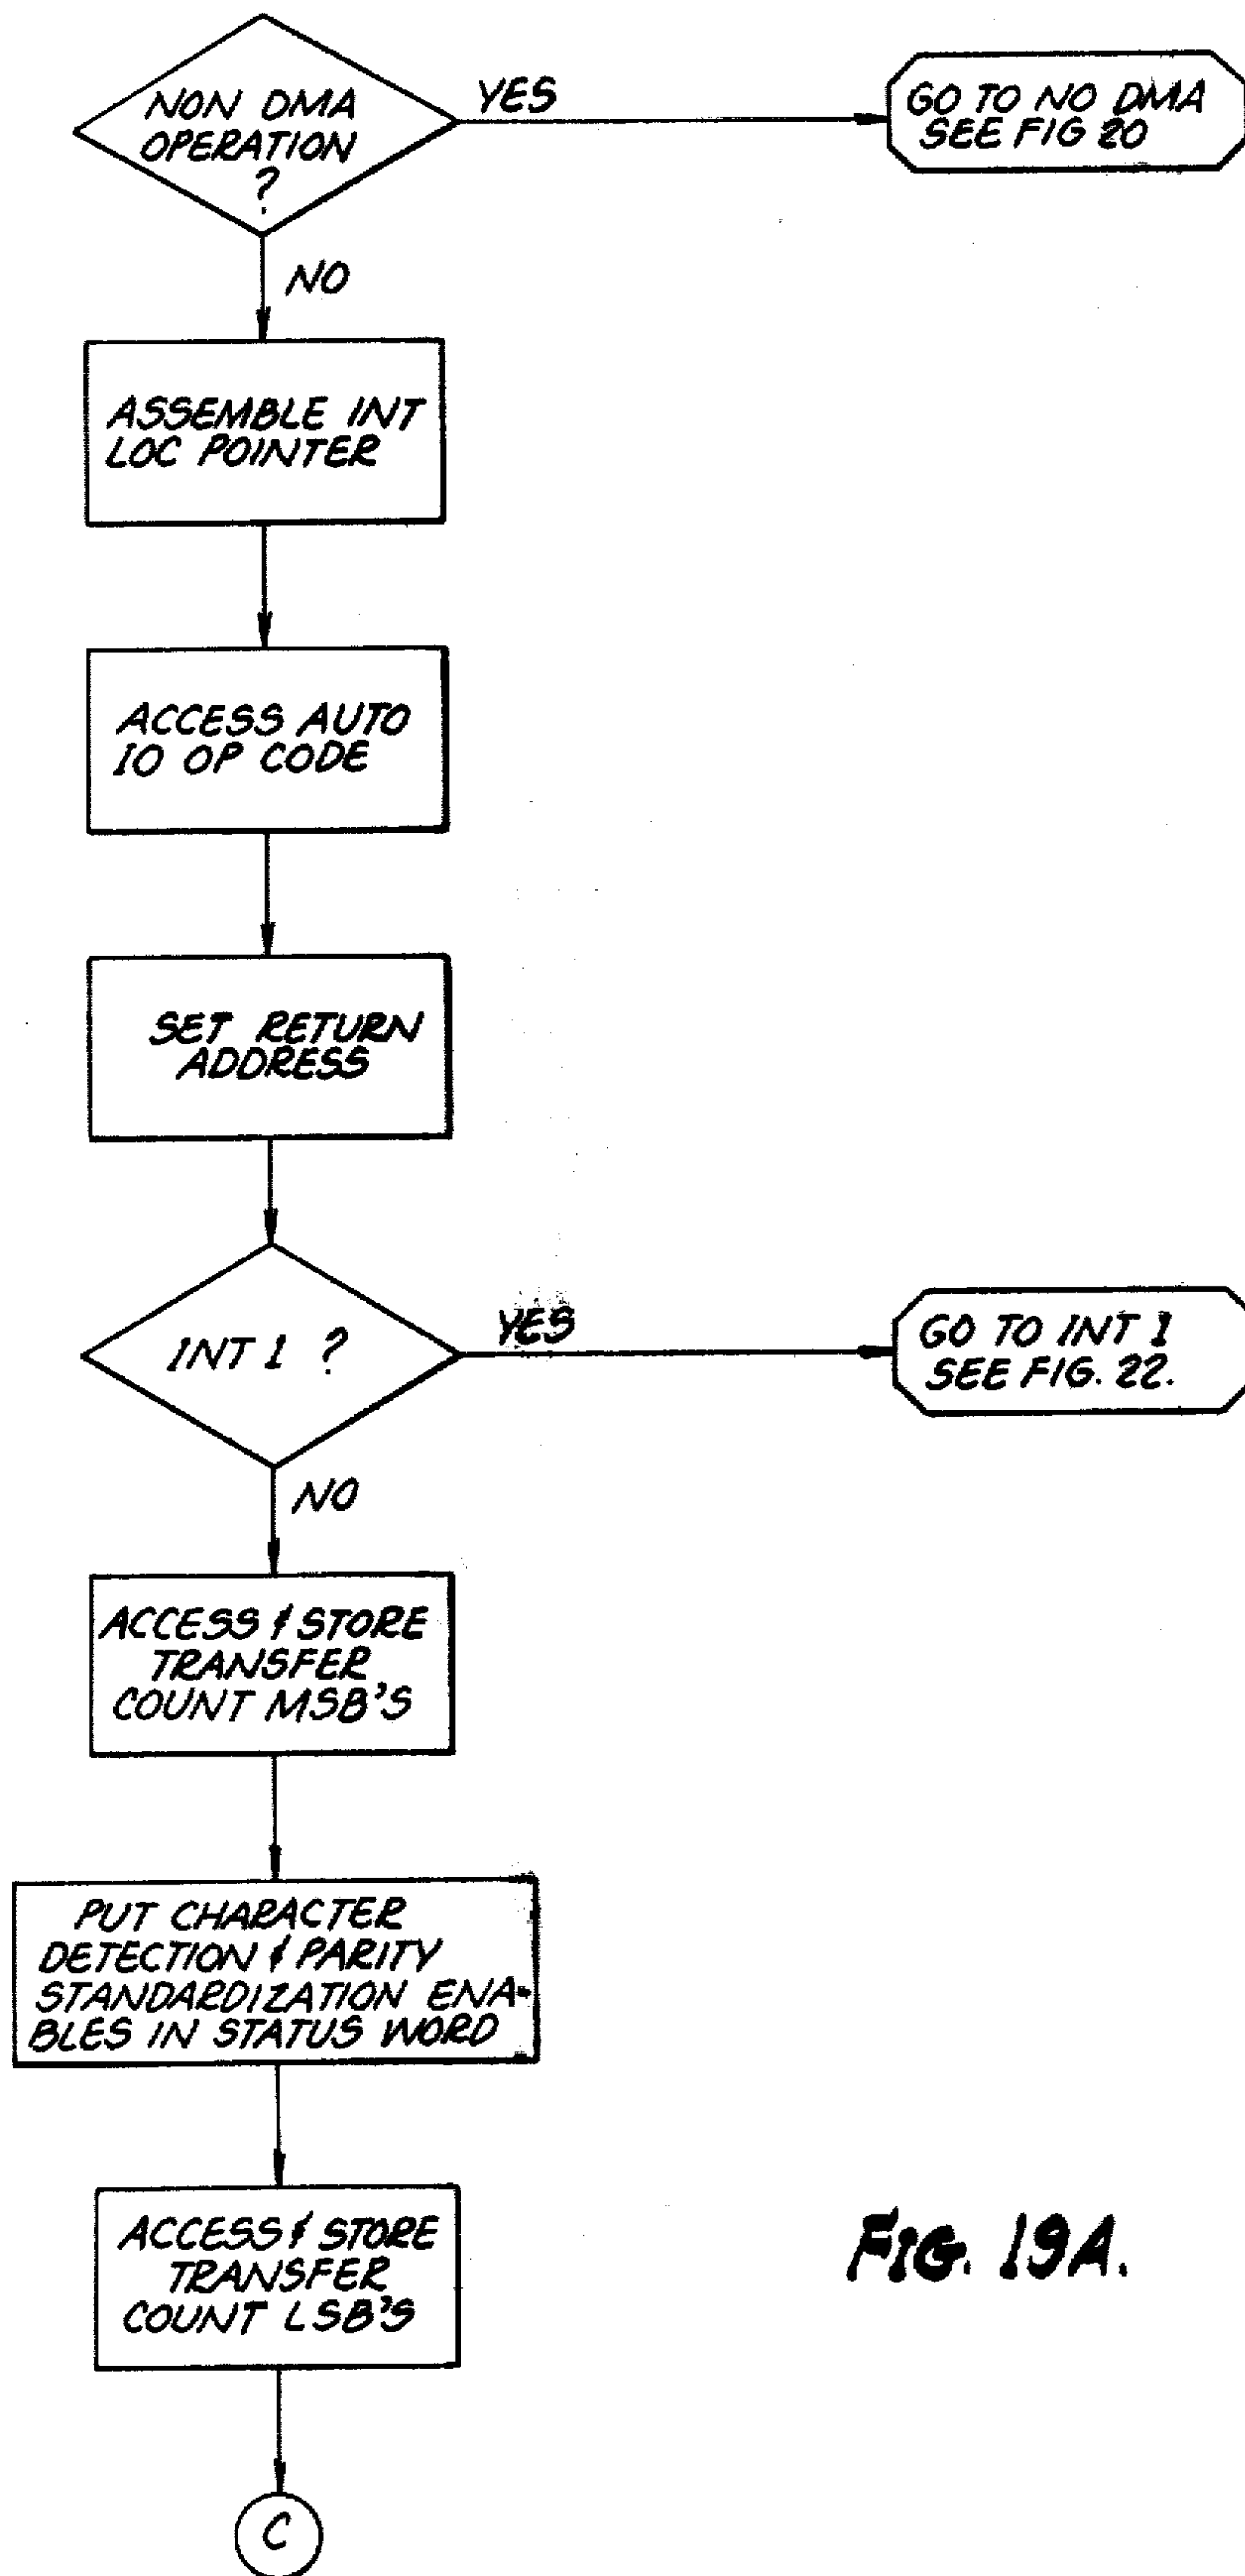 NON DMA
OPERATION
?
YES
GO TO NO DMA
SEE FIG 20
NO
ASSEMBLE INT
LOC POINTER
ACCESS AUTO
IO OP CODE
SET RETURN
ADDRESS
INT 1 ?
YES
GO TO INT 1
SEE FIG. 22.
NO
ACCESS & STORE
TRANSFER
COUNT MSB'S
PUT CHARACTER
DETECTION & PARITY
STANDARDIZATION ENA-
BLES IN STATUS WORD
ACCESS & STORE
TRANSFER
COUNT LSB'S
C
FIG. 19A.